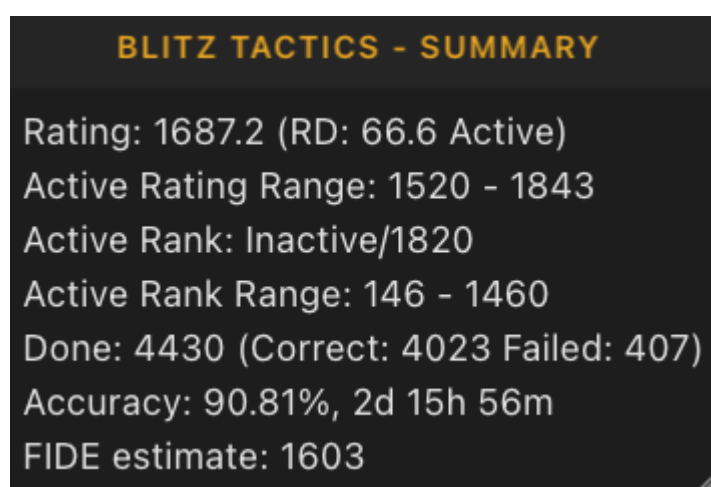 BLITZ TACTICS - SUMMARY
Rating: 1687.2 (RD: 66.6 Active)
Active Rating Range: 1520 - 1843
Active Rank: Inactive/1820
Active Rank Range: 146 - 1460
Done: 4430 (Correct: 4023 Failed: 407)
Accuracy: 90.81%, 2d 15h 56m
FIDE estimate: 1603